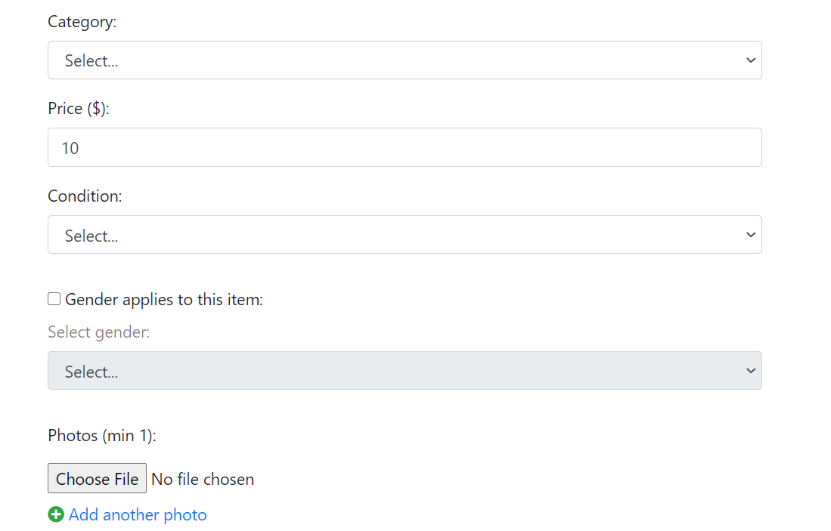 Category:
Select...
Price ($):
10
Condition:
Select...
Gender applies to this item:
Select gender:
Select...
Photos (min 1):
Choose File No file chosen
Add another photo